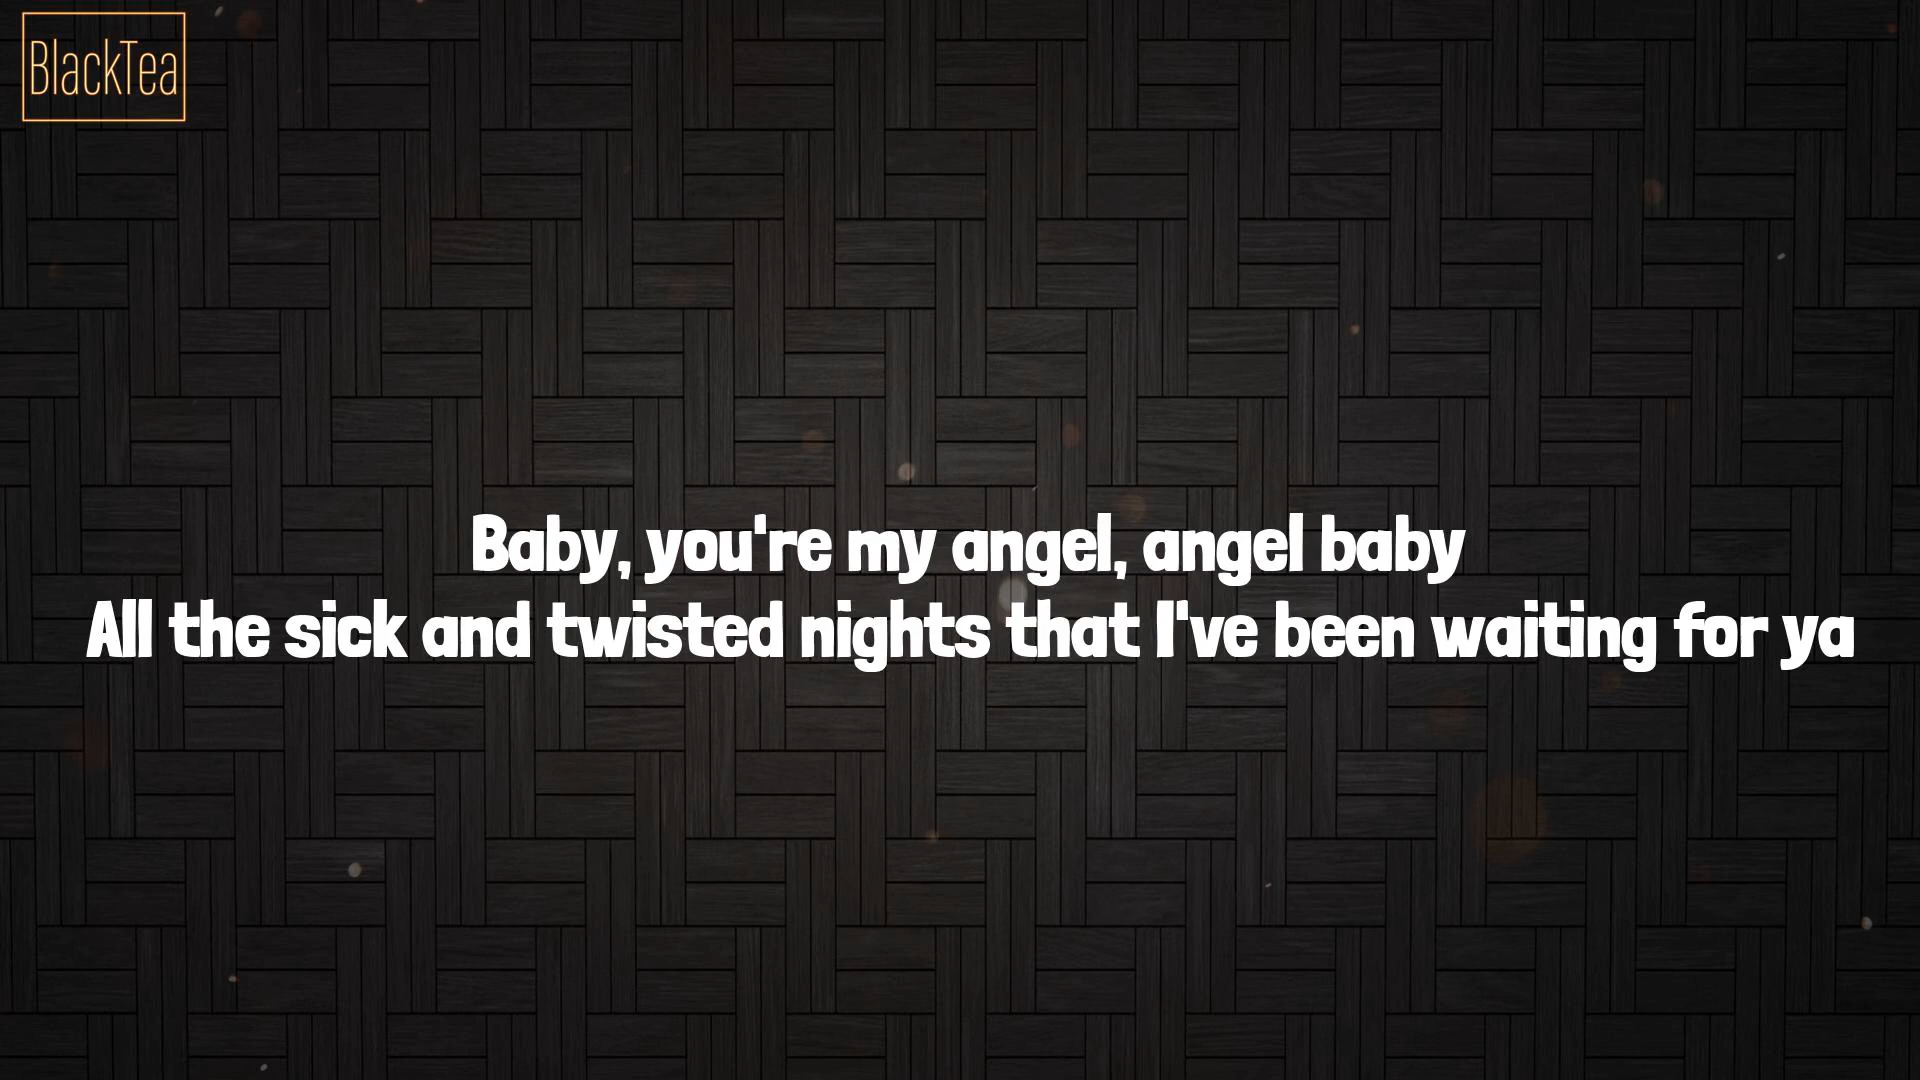 BlackTea
Baby, you're my angel, angel baby
All the sick and twisted nights that I've been waiting for ya